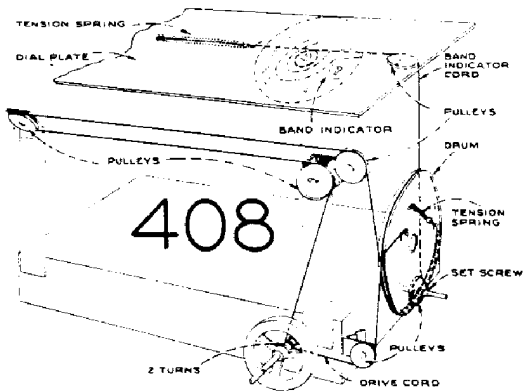 TENSION SPRING
DIAL PLATE
BAND
INDICATOR
CORD
PULLEYS
BAND INDICATOR
DRUM
PULLEYS
408
TENSION
SPRING
SET SCREW
PULLEYS
2 TURNS
DRIVE CORD